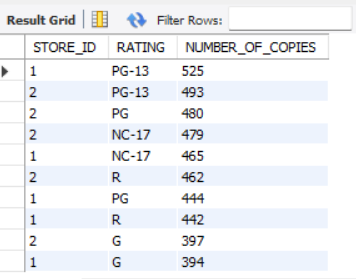 Result Grid Filter Rows:
STORE_ID RATING NUMBER_OF_COPIES
1 PG-13 525
2 PG-13 493
2 PG 480
2 NC-17 479
1 NC-17 465
2 R 462
1 PG 444
1 R 442
2 G 397
1 G 394